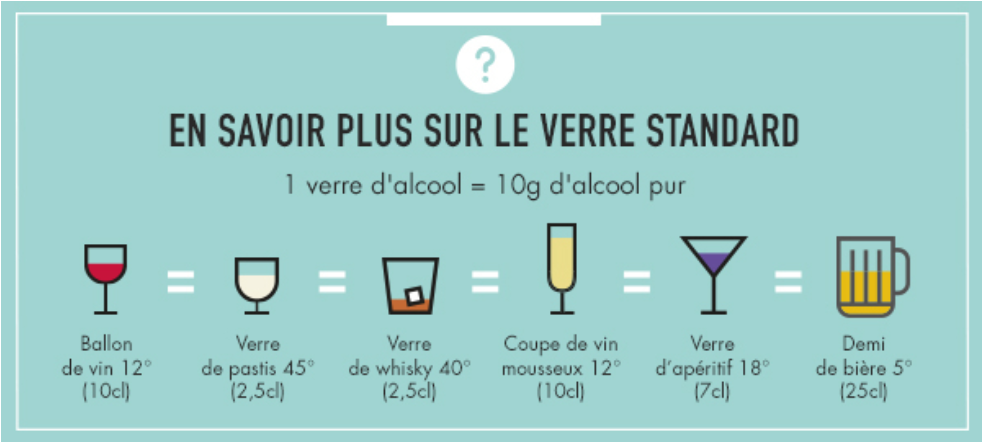 ?
EN SAVOIR PLUS SUR LE VERRE STANDARD
1 verre d'alcool = 10g d'alcool pur
= = = = =
Ballon
de vin 12°
(10cl)
Verre
de pastis 45°
(2,5cl)
Verre
de whisky 40°
(2,5cl)
Coupe de vin
mousseux 12°
(10cl)
Verre
d'apéritif 18°
(7cl)
Demi
de bière 5°
(25cl)